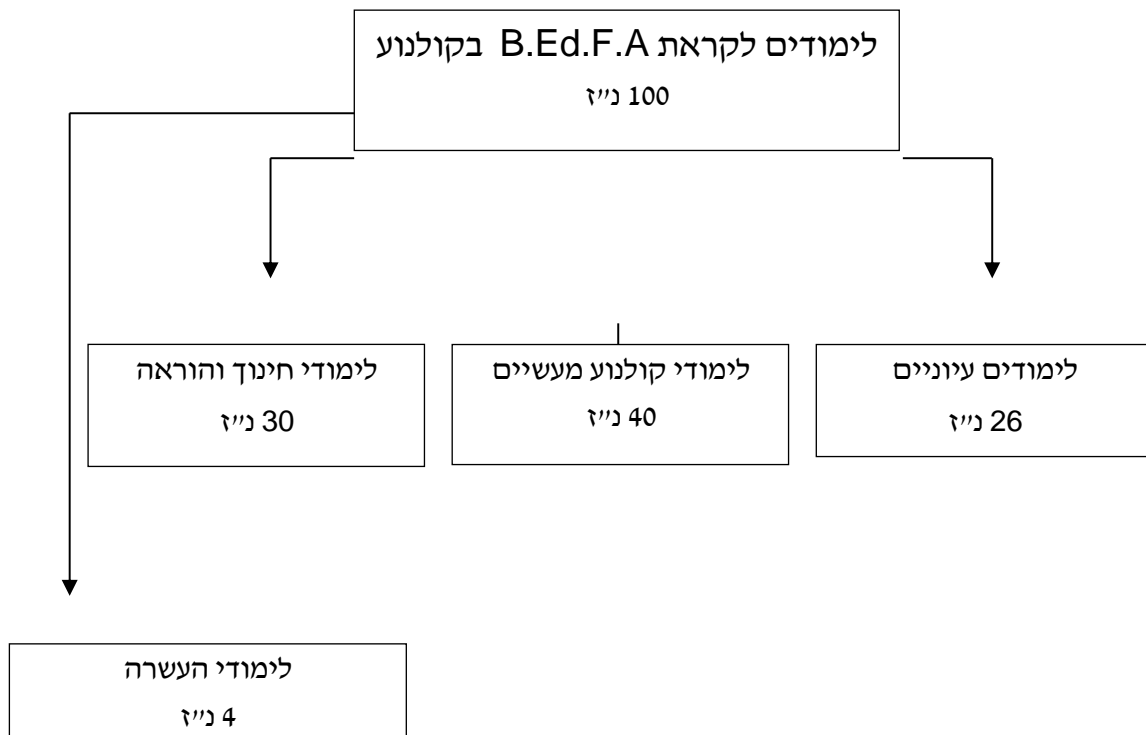 לימודים לקראת B.Ed.F.A בקולנוע
100 נ״ז
לימודים עיוניים
26 נ״ז
לימודי קולנוע מעשיים
40 נ״ז
לימודי חינוך והוראה
30 נ״ז
לימודי העשרה
4 נ״ז